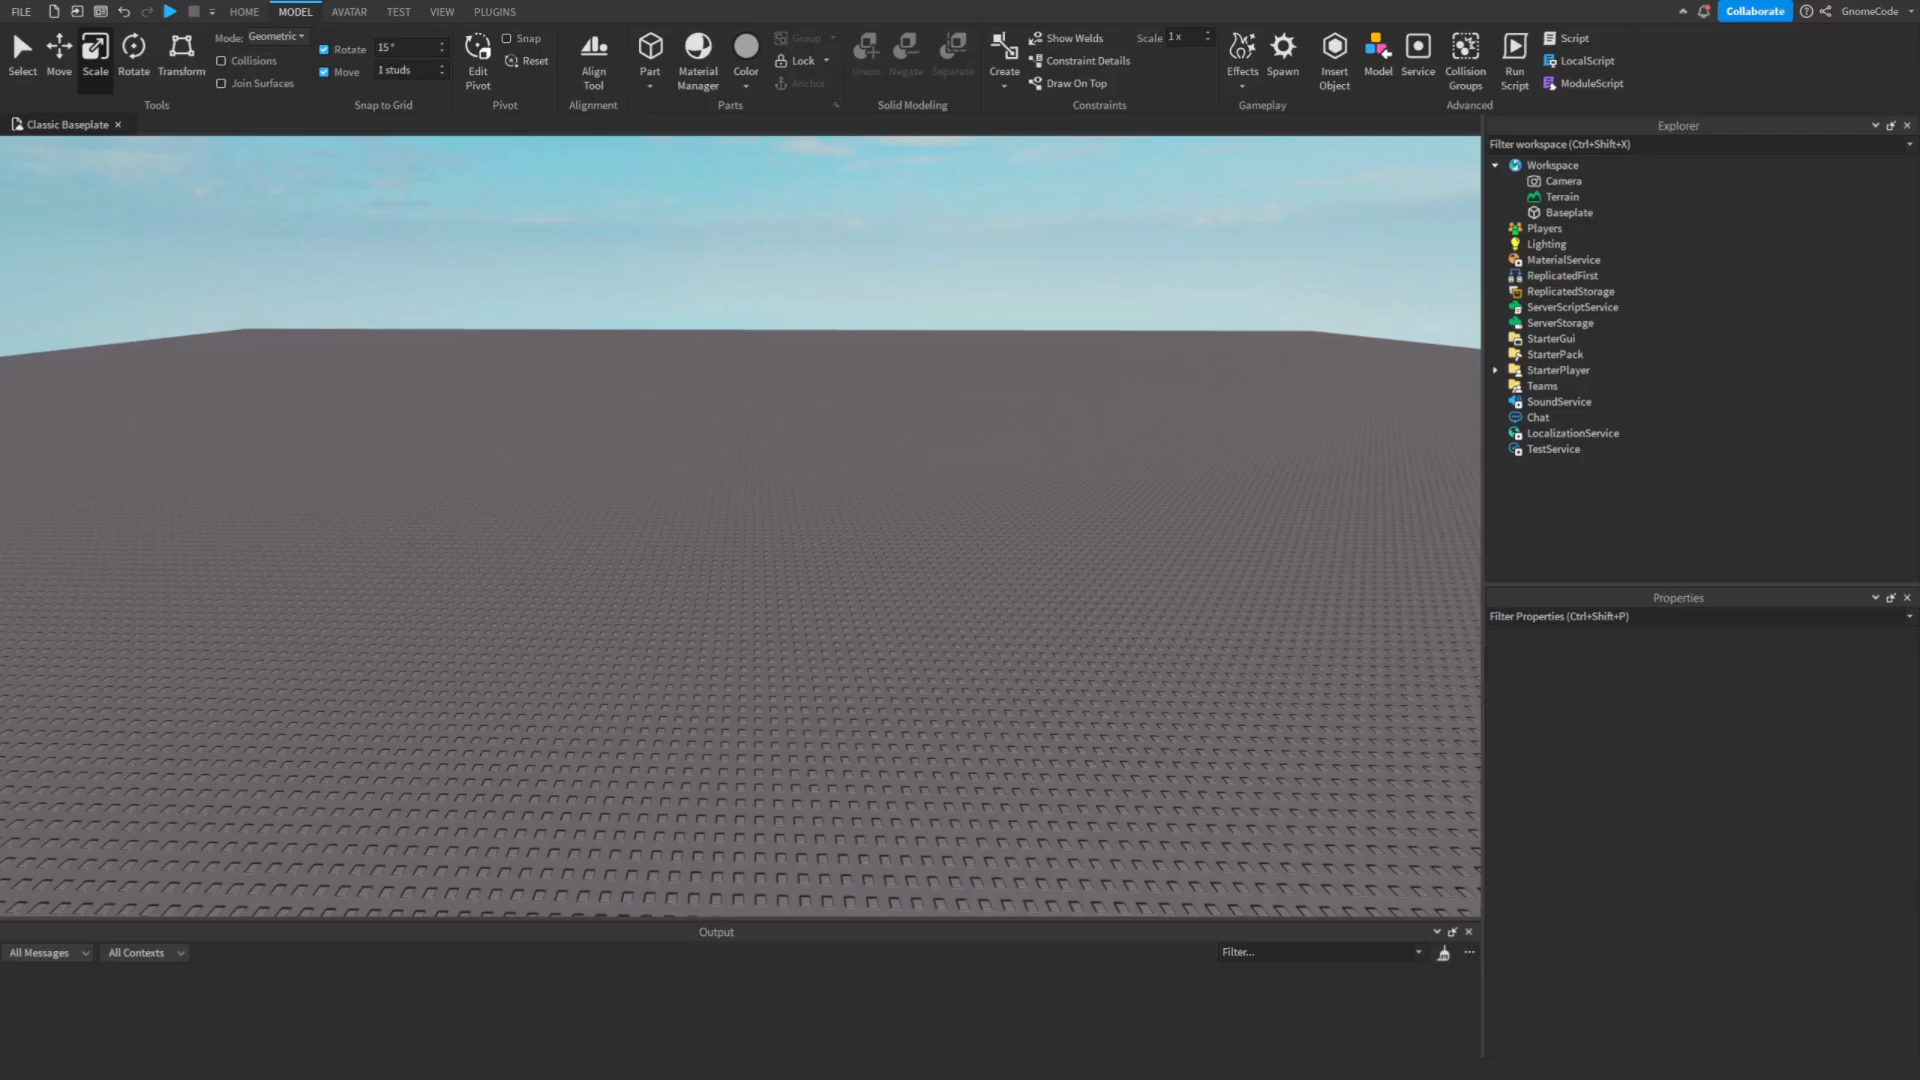 FILE HOME MODEL AVATAR TEST VIEW PLUGINS Collaborate GnomeCode
Select Move Scale Rotate Transform
Mode: Geometric
Collisions
Join Surfaces
Tools
Rotate 15°
Move 1 studs
Snap to Grid
Edit Pivot
Snap
Reset
Pivot
Align Tool
Alignment
Part
Material Manager
Color
Group
Lock
Anchor
Parts
Union Negate Separate
Solid Modeling
Create
Show Welds
Constraint Details
Draw On Top
Scale 1 x
Constraints
Effects Spawn
Gameplay
Insert Object
Model
Service
Collision Groups
Run Script
Script
LocalScript
ModuleScript
Advanced
Classic Baseplate
Explorer
Filter workspace (Ctrl+Shift+X)
Workspace
Camera
Terrain
Baseplate
Players
Lighting
MaterialService
ReplicatedFirst
ReplicatedStorage
ServerScriptService
ServerStorage
StarterGui
StarterPack
StarterPlayer
Teams
SoundService
Chat
LocalizationService
TestService
Properties
Filter Properties (Ctrl+Shift+P)
Output
All Messages All Contexts Filter...